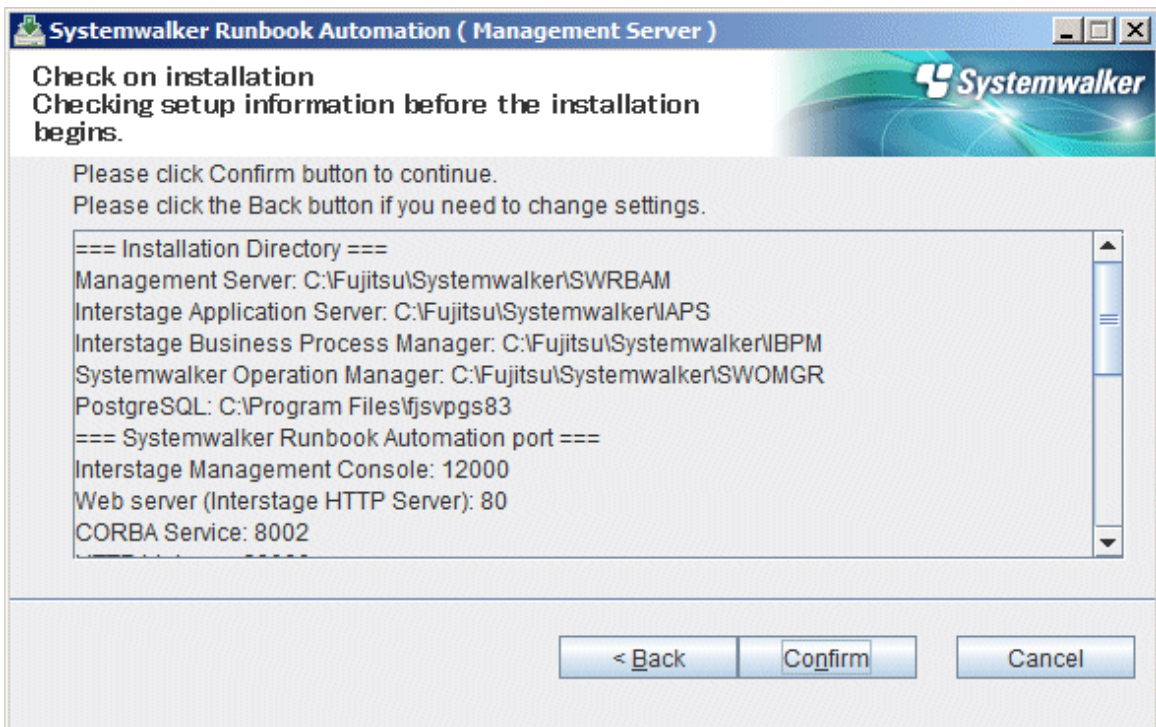 Systemwalker Runbook Automation ( Management Server )
Check on installation
Checking setup information before the installation
begins.
Systemwalker
Please click Confirm button to continue.
Please click the Back button if you need to change settings.
=== Installation Directory ===
Management Server: C:\Fujitsu\Systemwalker\SWRBAM
Interstage Application Server: C:\Fujitsu\Systemwalker\IAPS
Interstage Business Process Manager: C:\Fujitsu\Systemwalker\IBPM
Systemwalker Operation Manager: C:\Fujitsu\Systemwalker\SWOMGR
PostgreSQL: C:\Program Files\fjsvpgs83
=== Systemwalker Runbook Automation port ===
Interstage Management Console: 12000
Web server (Interstage HTTP Server): 80
CORBA Service: 8002
< Back
Confirm
Cancel